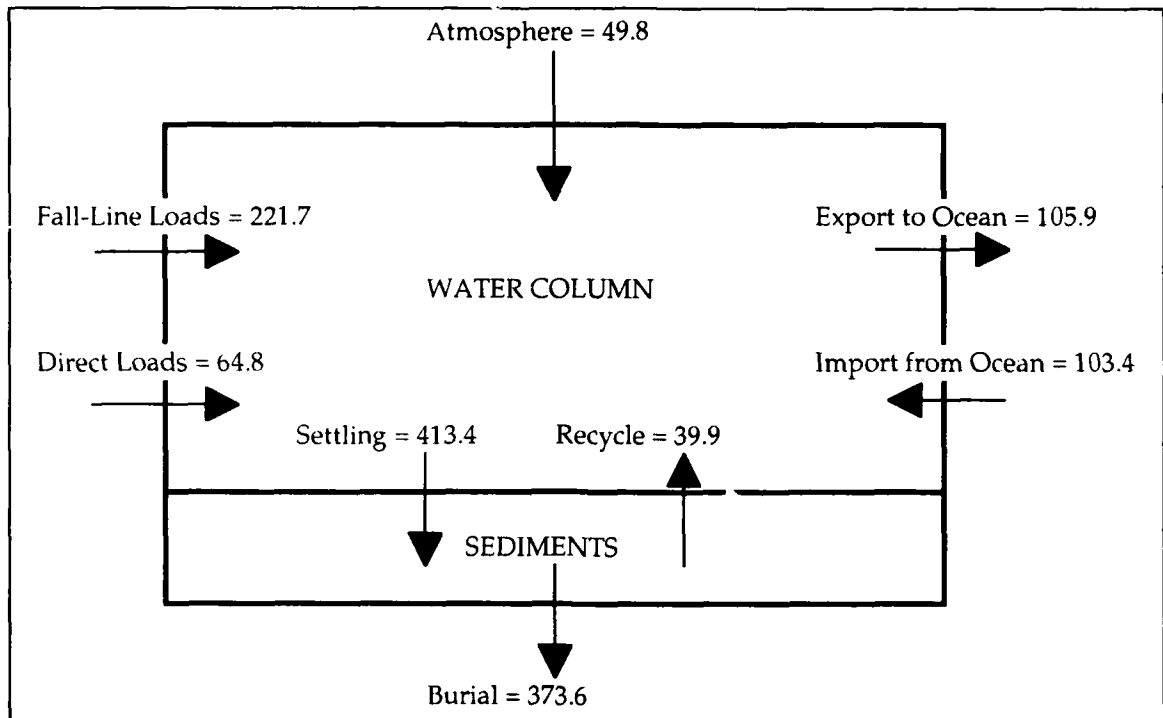 Atmosphere = 49.8
Fall-Line Loads = 221.7
Export to Ocean = 105.9
WATER COLUMN
Direct Loads = 64.8
Import from Ocean = 103.4
Settling = 413.4
Recycle = 39.9
SEDIMENTS
Burial = 373.6